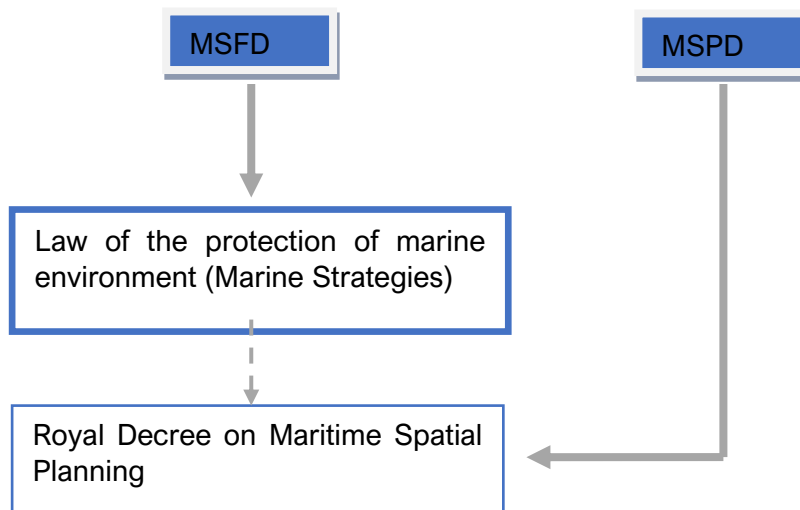 MSFD
MSPD
Law of the protection of marine
environment (Marine Strategies)
Royal Decree on Maritime Spatial
Planning